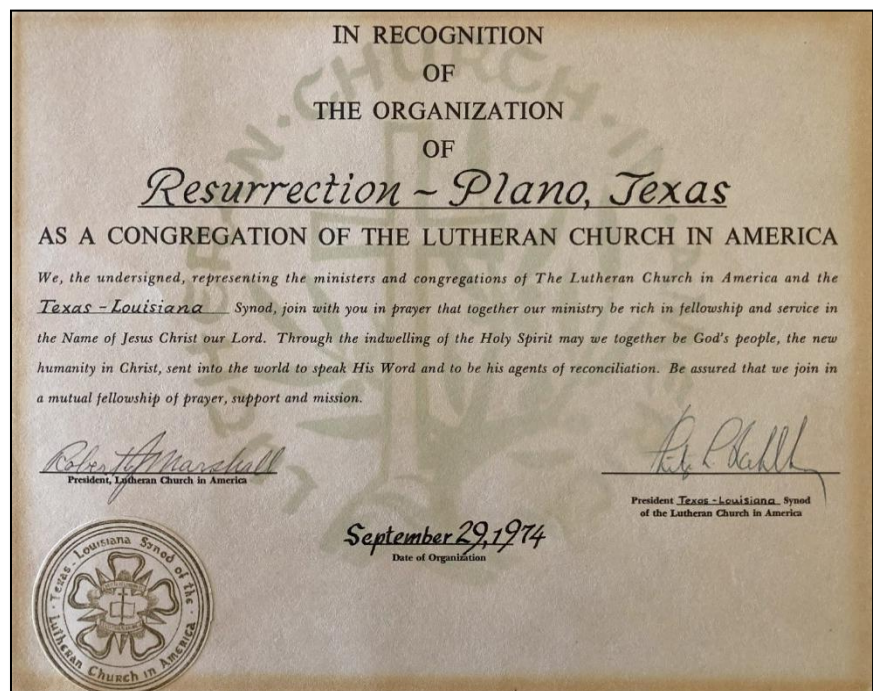 IN RECOGNITION
OF
THE ORGANIZATION
OF
Resurrection ~ Plano, Texas
AS A CONGREGATION OF THE LUTHERAN CHURCH IN AMERICA
We, the undersigned, representing the ministers and congregations of The Lutheran Church in America and the
Texas - Louisiana Synod, join with you in prayer that together our ministry be rich in fellowship and service in
the Name of Jesus Christ our Lord. Through the indwelling of the Holy Spirit may we together be God's people, the new
humanity in Christ, sent into the world to speak His Word and to be his agents of reconciliation. Be assured that we join in
a mutual fellowship of prayer, support and mission.
Robert J Marshall
President, Lutheran Church in America
President Texas - Louisiana Synod
of the Lutheran Church in America
September 29, 1974
Date of Organization
Texas - Louisiana Synod of the
Lutheran Church in America